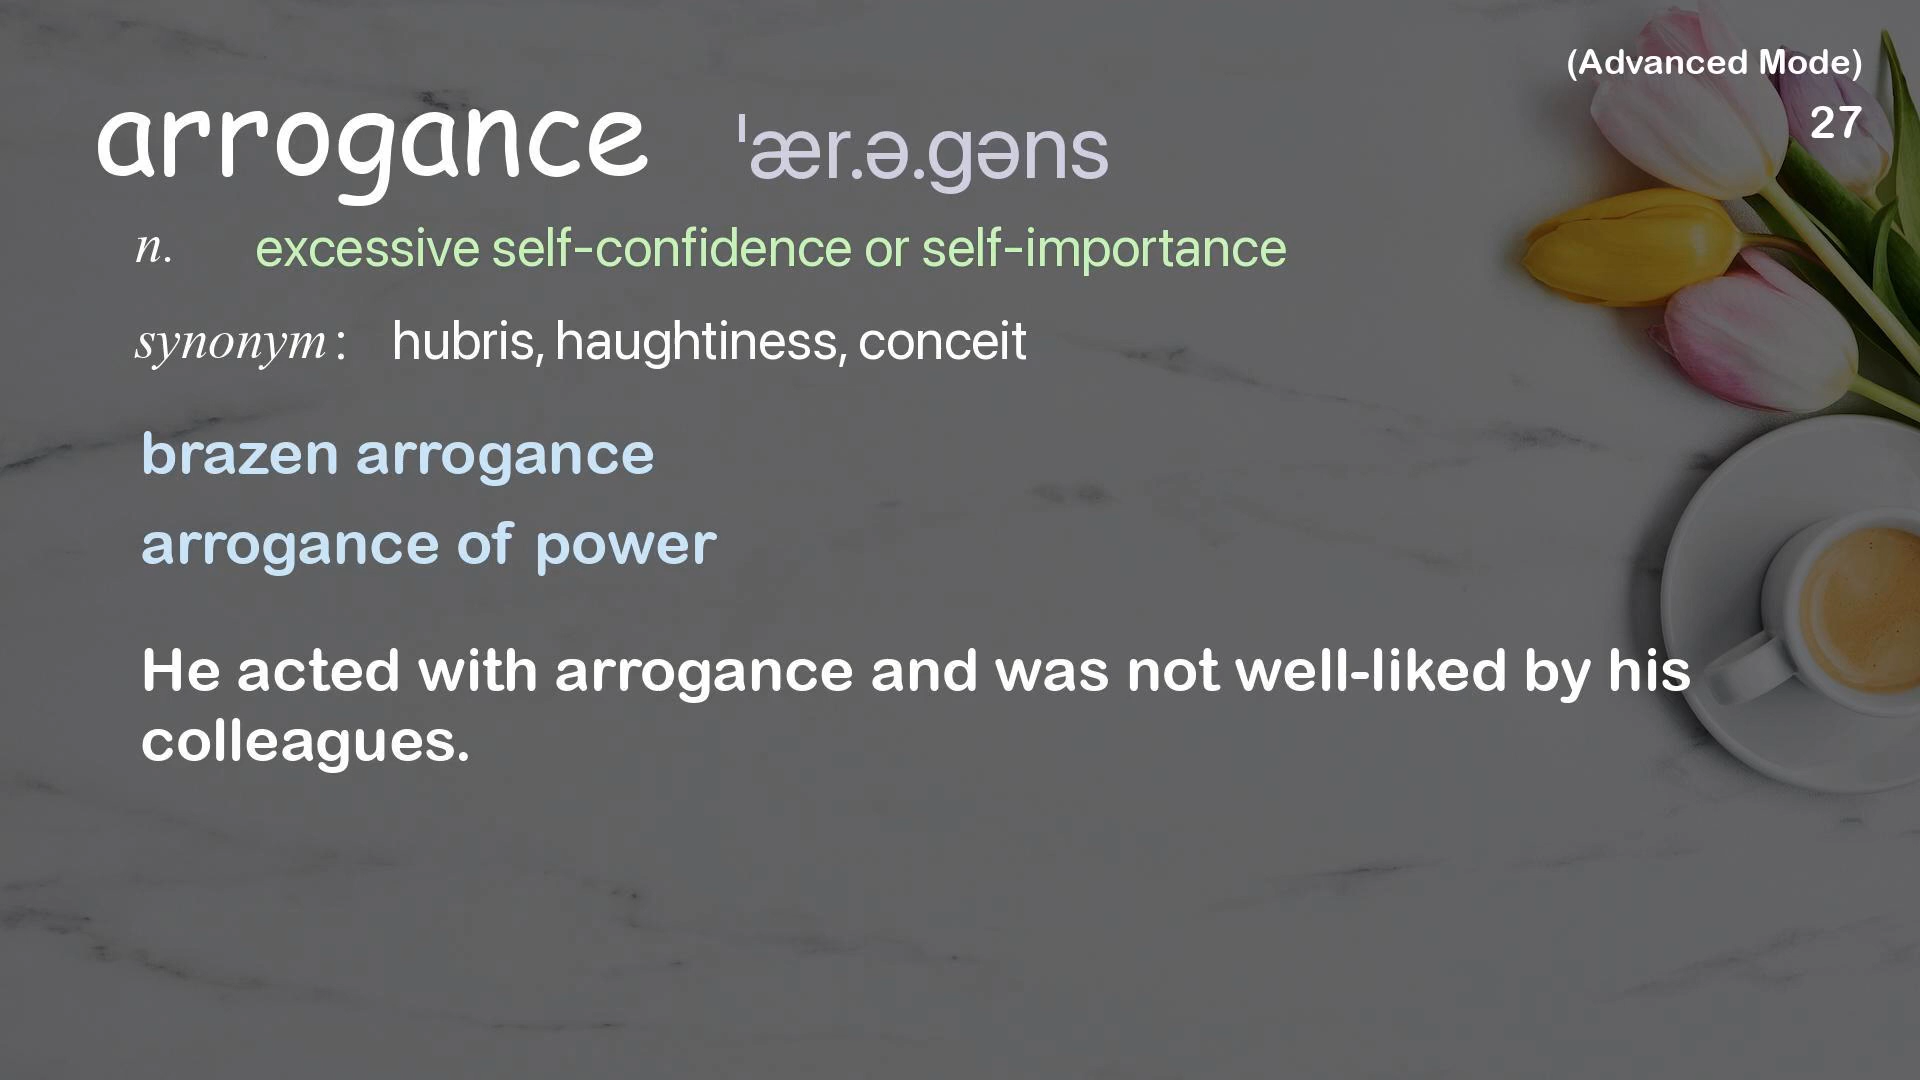 (Advanced Mode)
27
arrogance ˈær.ə.gəns
n. excessive self-confidence or self-importance
synonym: hubris, haughtiness, conceit
brazen arrogance
arrogance of power
He acted with arrogance and was not well-liked by his
colleagues.